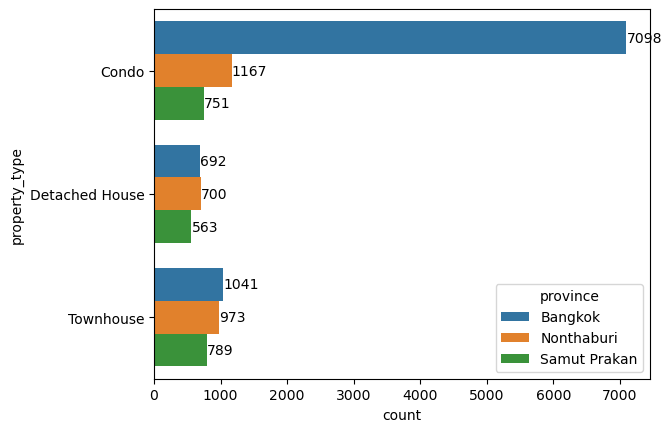 7098
Condo
1167
751
692
Detached House
700
563
1041
Townhouse
973
789
property_type
province
Bangkok
Nonthaburi
Samut Prakan
0 1000 2000 3000 4000 5000 6000 7000
count